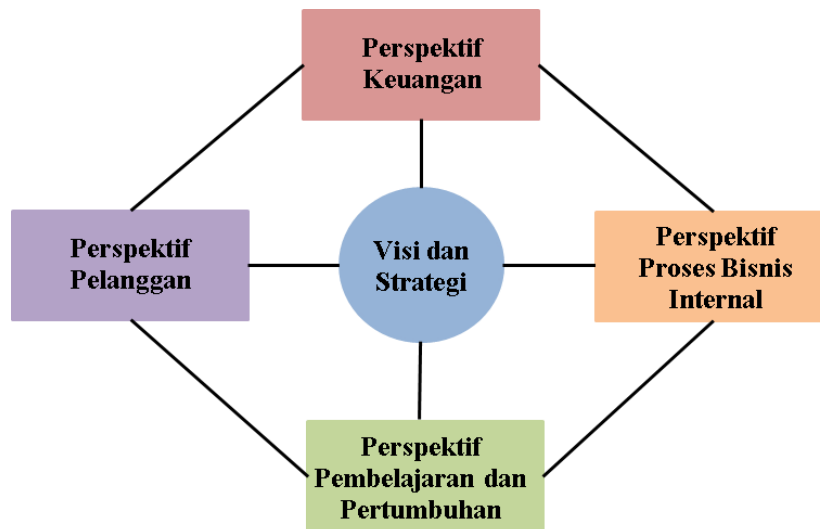 Perspektif
Keuangan
Perspektif
Pelanggan
Visi dan
Strategi
Perspektif
Proses Bisnis
Internal
Perspektif
Pembelajaran dan
Pertumbuhan